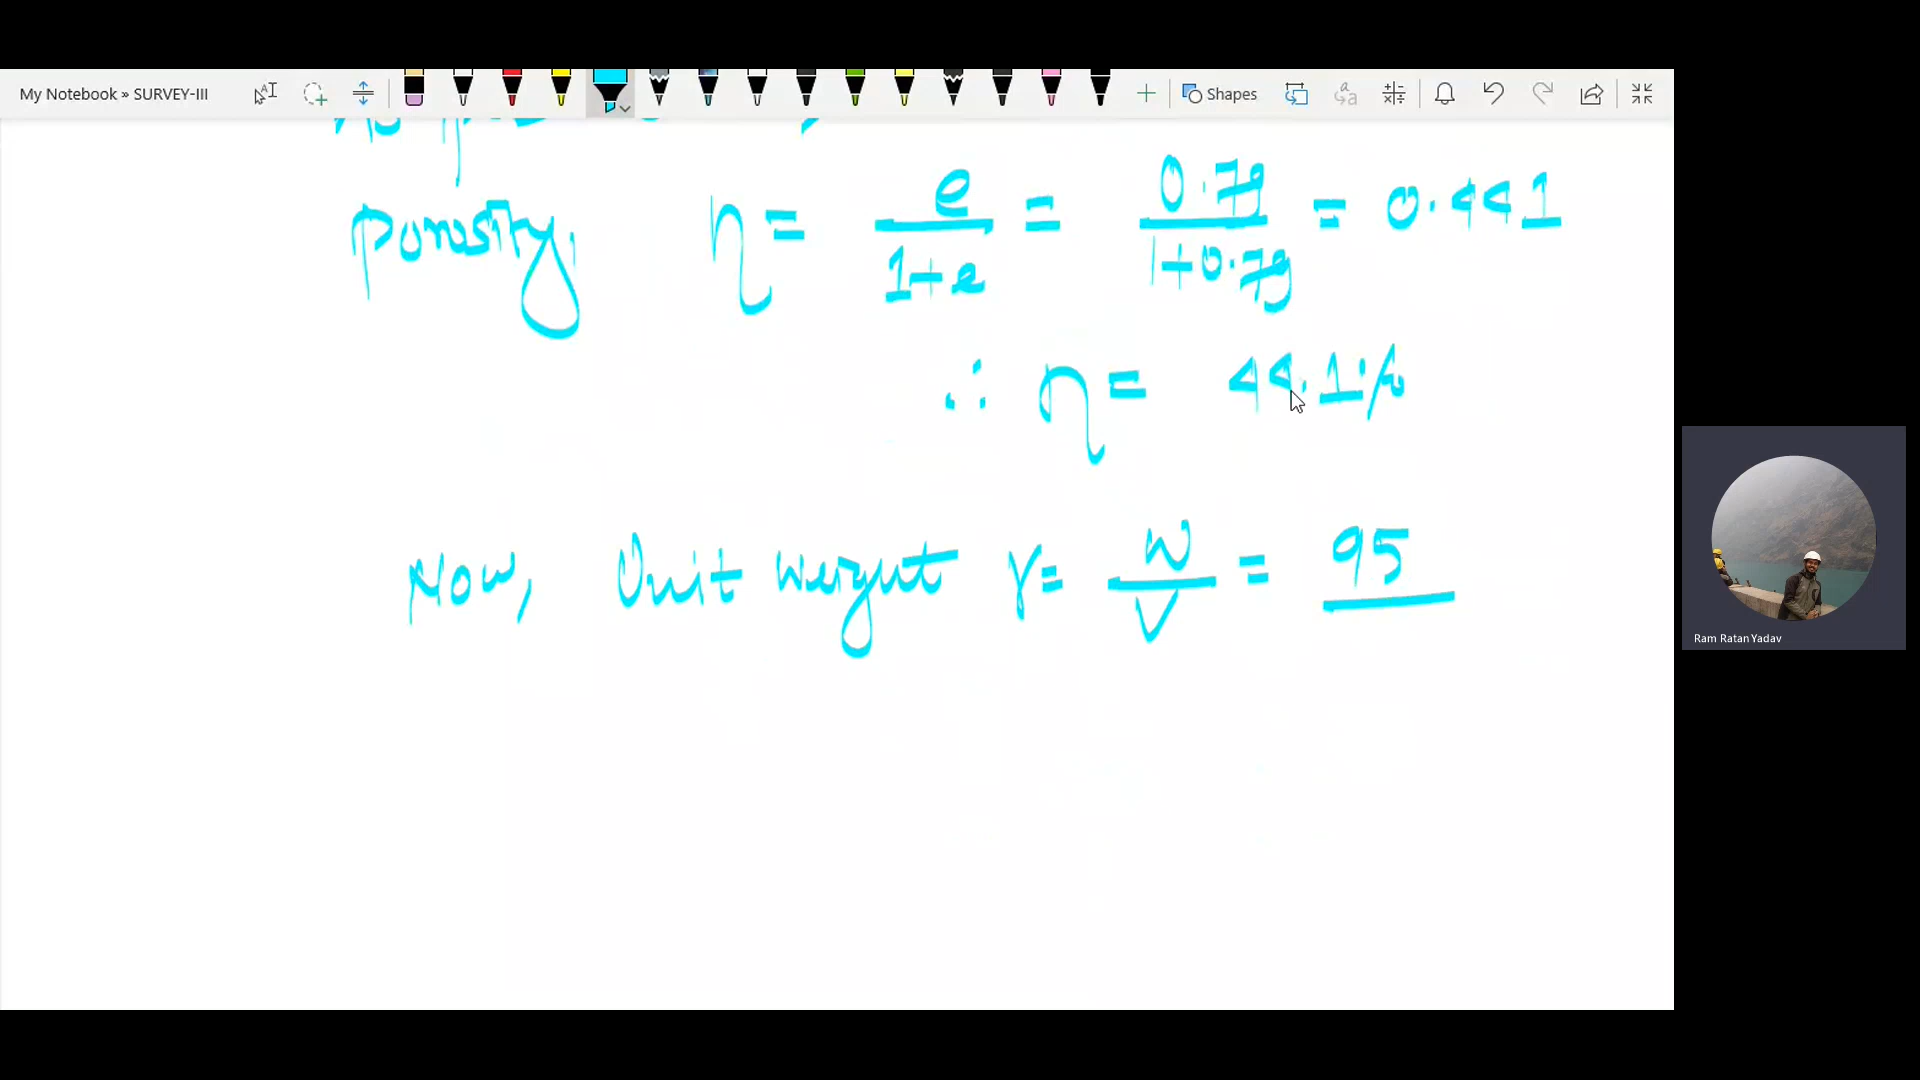 My Notebook » SURVEY-III
Shapes
porosity, η = e / 1+e = 0.79 / 1+0.79 = 0.441
∴ η = 44.1%
Now, Unit weight γ = W / V = 95
Ram Ratan Yadav